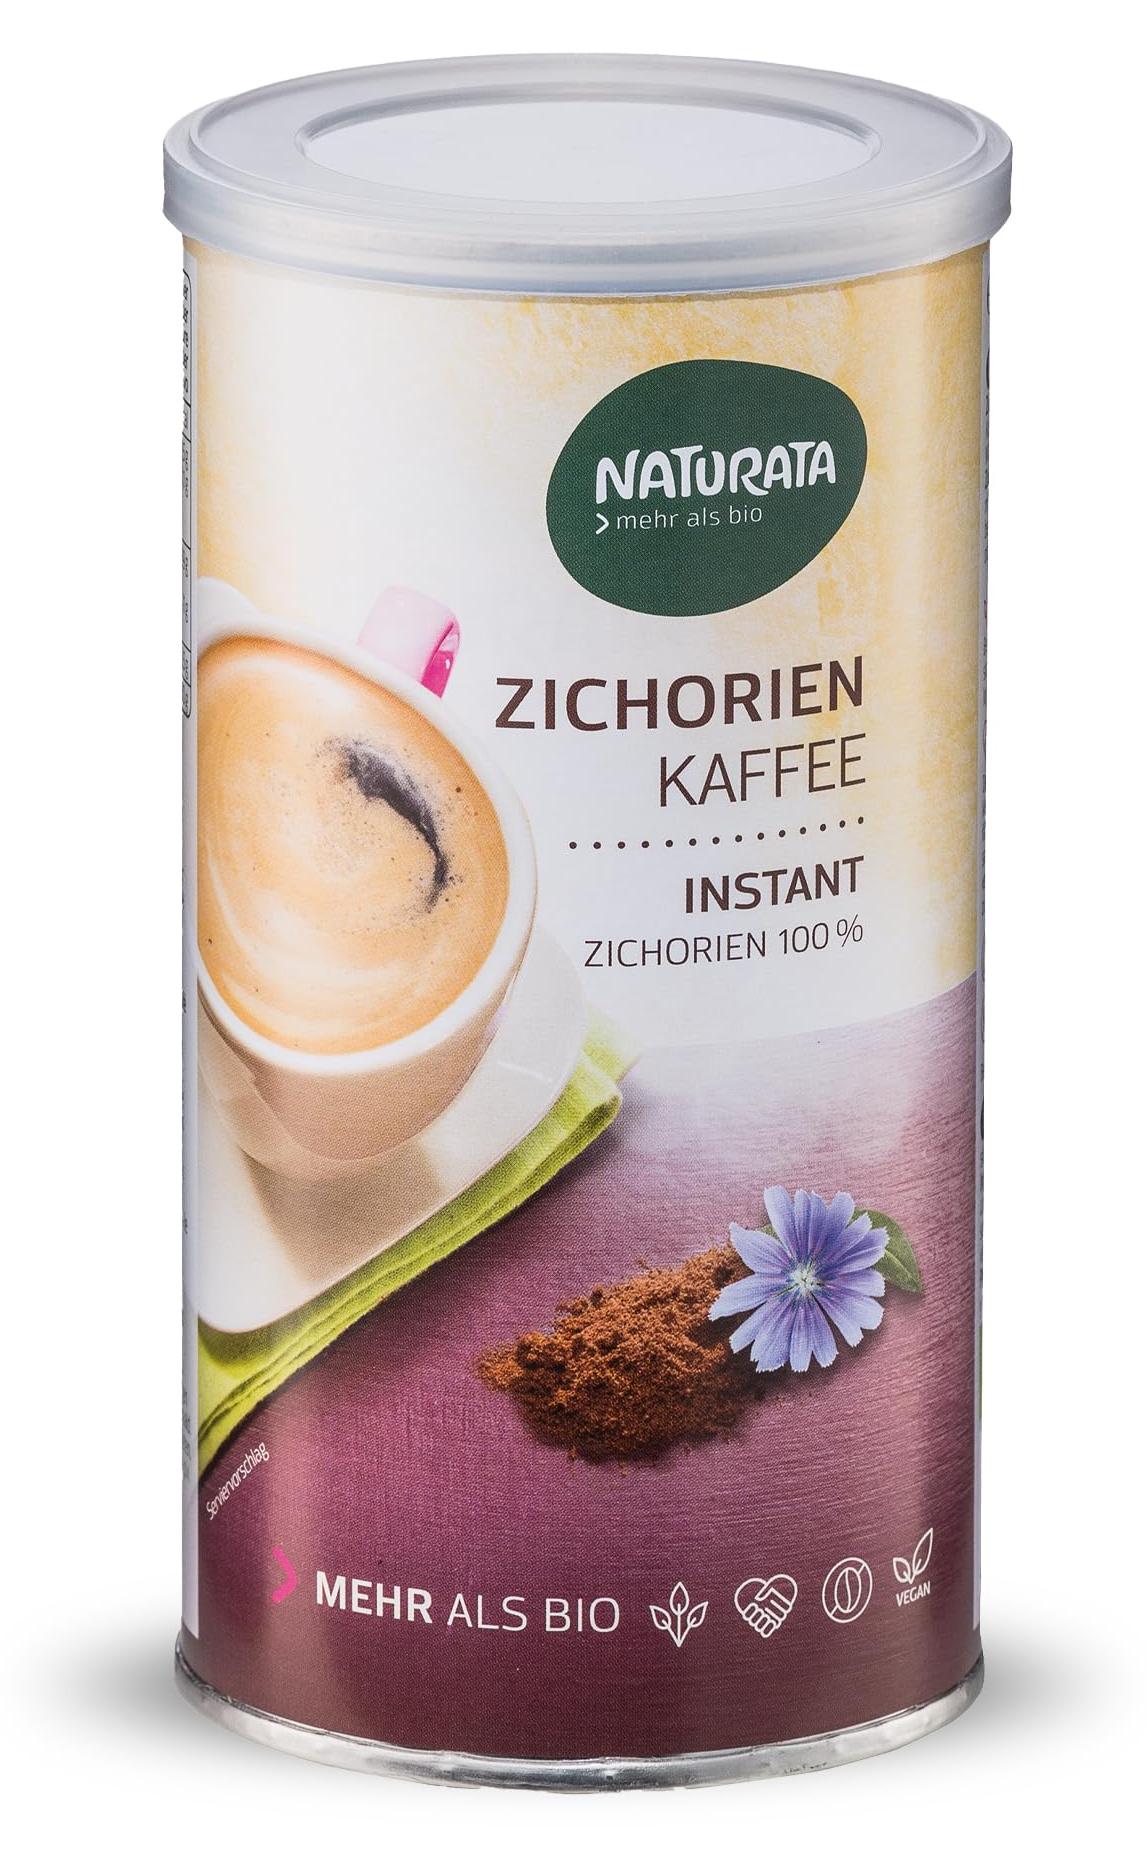 NATURATA
mehr als bio
ZICHORIEN
KAFFEE
INSTANT
ZICHORIEN 100 %
Serviervorschlag
MEHR ALS BIO
VEGAN